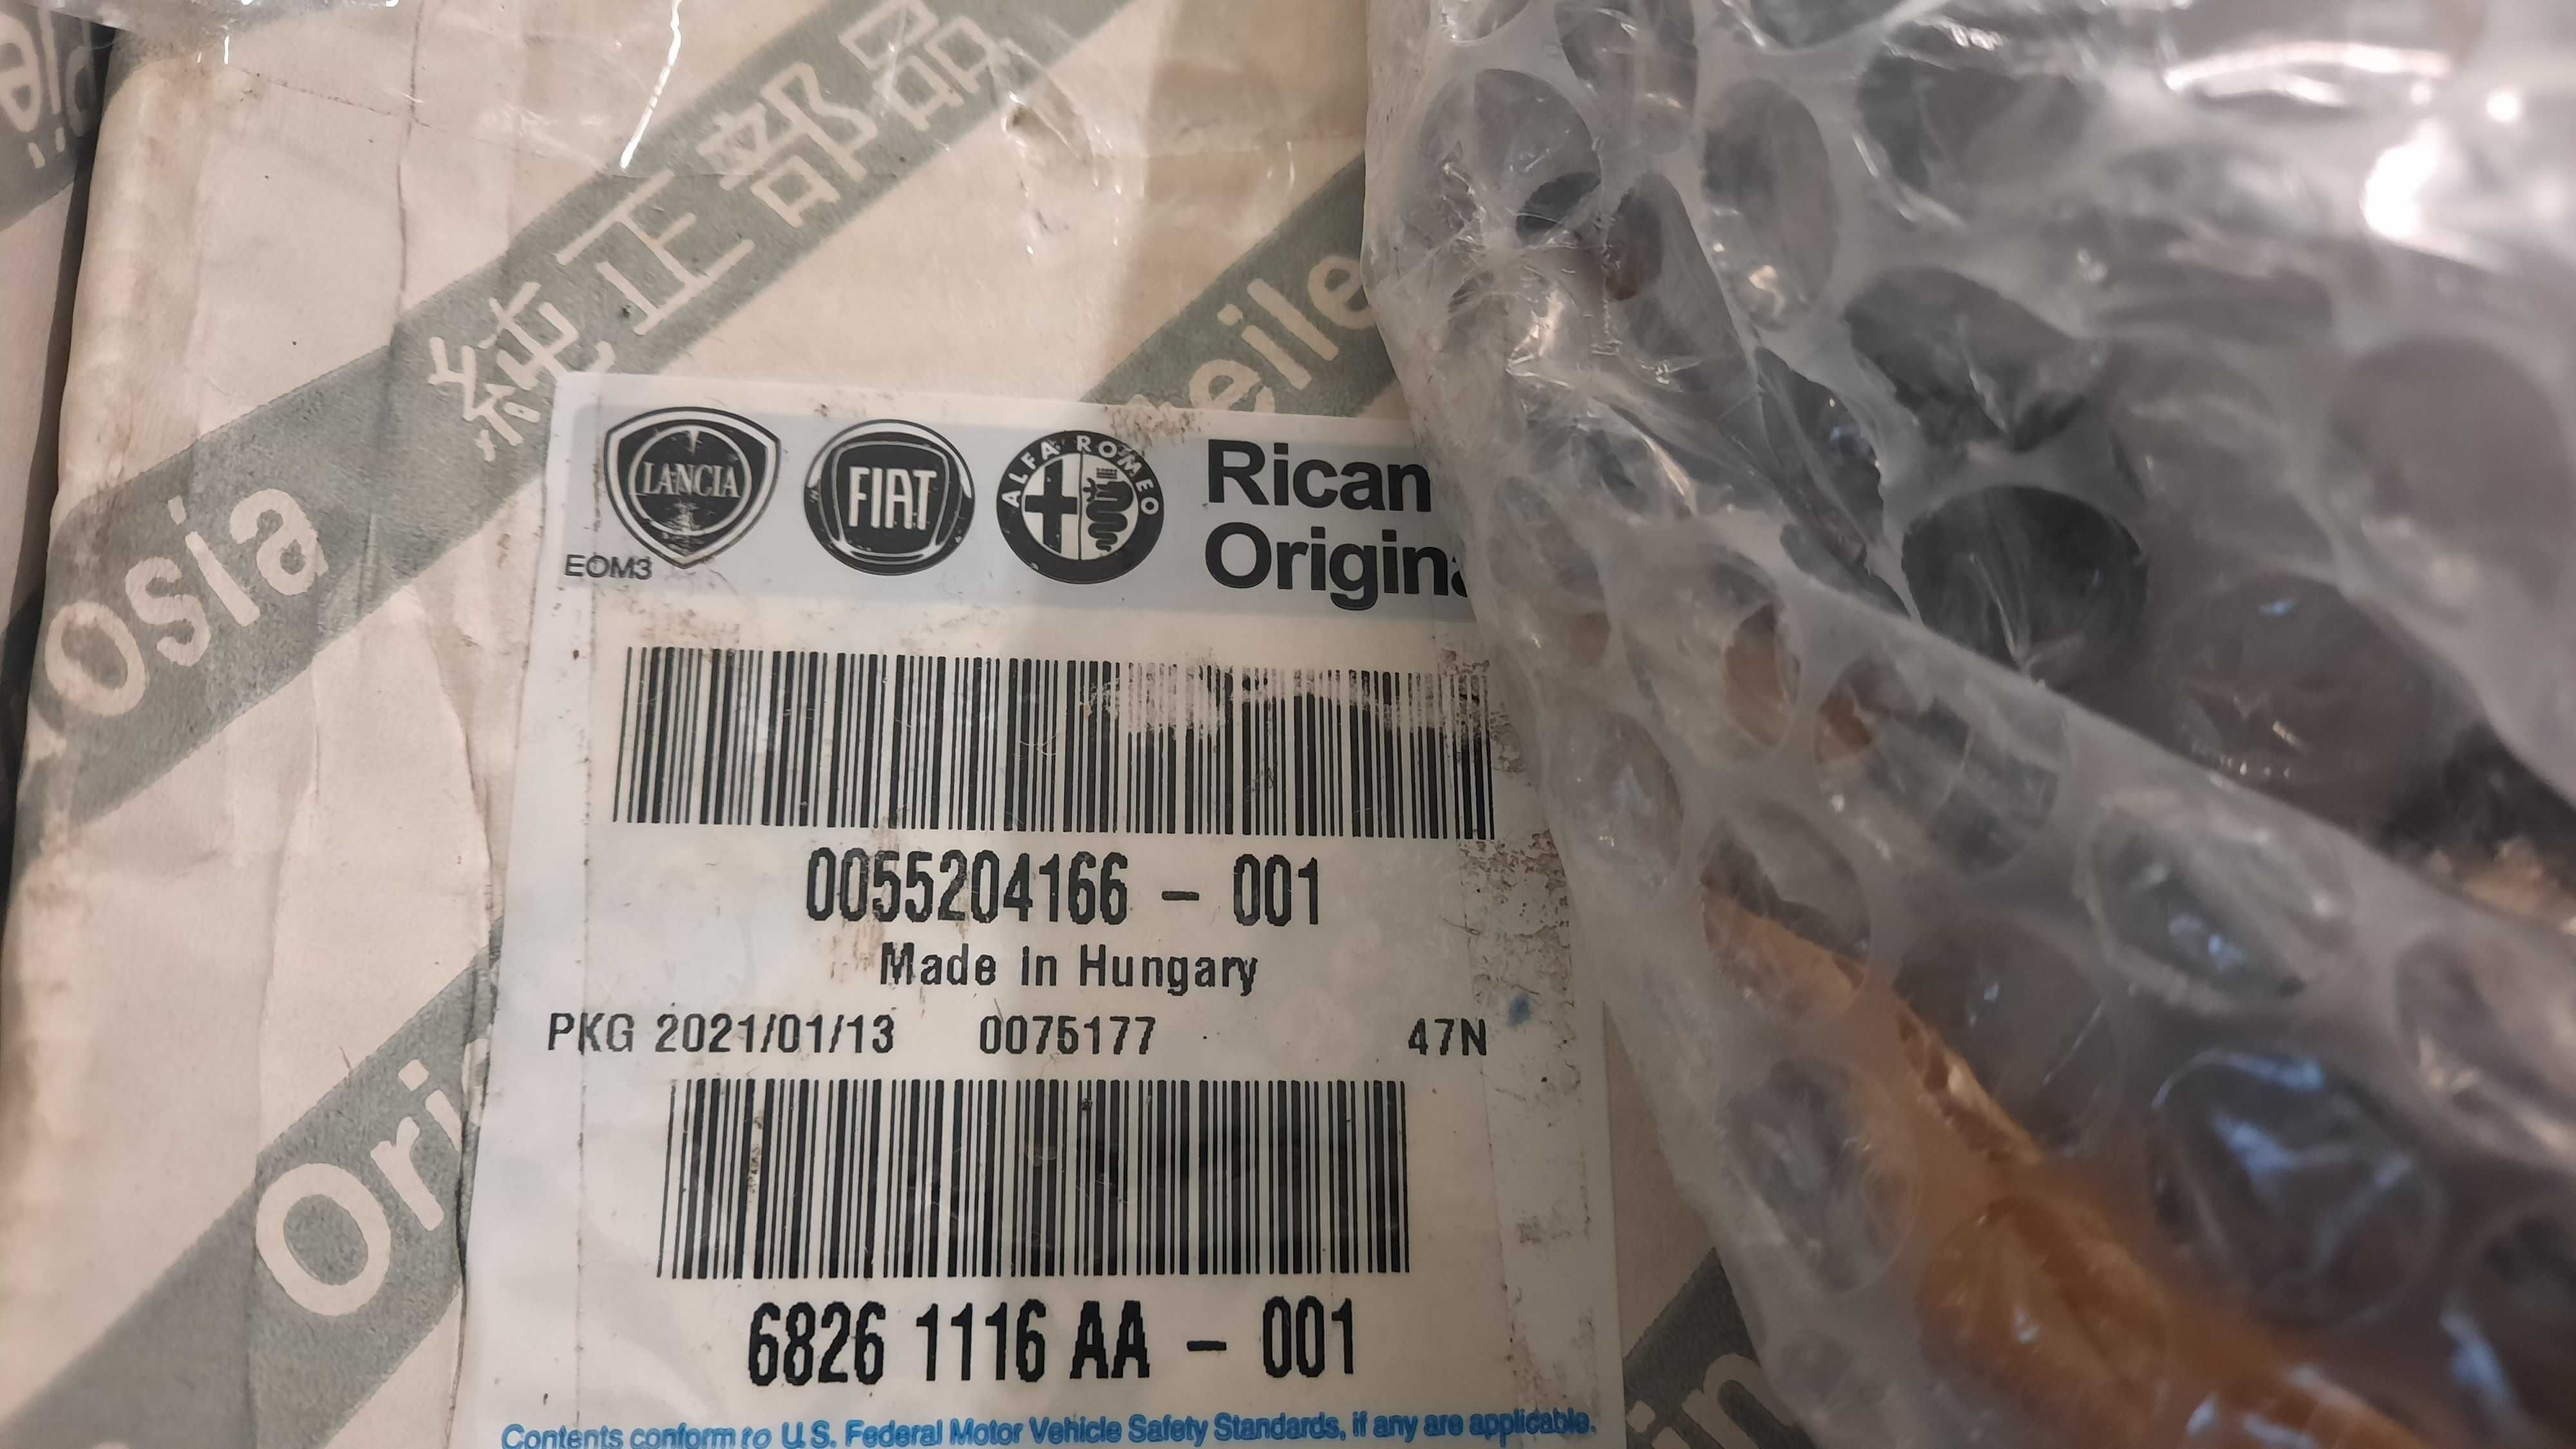 純正部品
Osia
eile
LANCIA
FIAT
ALFA ROMEO
Rican
Origina
EOM3
0055204166 - 001
Made in Hungary
PKG 2021/01/13 0075177 47N
Ori
6826 1116 AA - 001
in
Contents conform to U.S. Federal Motor Vehicle Safety Standards, if any are applicable.